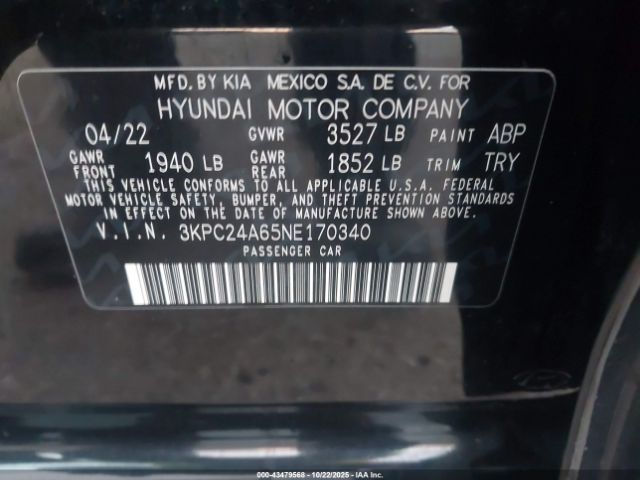 MFD. BY KIA MEXICO S.A. DE C.V. FOR
HYUNDAI MOTOR COMPANY
04/22 GVWR 3527 LB PAINT ABP
GAWR FRONT 1940 LB GAWR REAR 1852 LB TRIM TRY
THIS VEHICLE CONFORMS TO ALL APPLICABLE U.S.A. FEDERAL
MOTOR VEHICLE SAFETY, BUMPER, AND THEFT PREVENTION STANDARDS
IN EFFECT ON THE DATE OF MANUFACTURE SHOWN ABOVE
V.I.N. 3KPC24A65NE170340
PASSENGER CAR
000-43479568 - 10/22/2025 - IAA Inc.